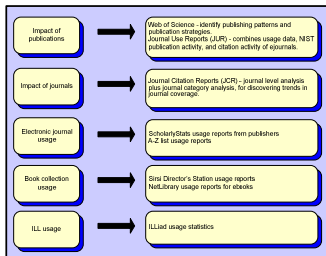 Impact of
publications
Web of Science - identify publishing patterns and
publication strategies.
Journal Use Reports (JUR) - combines usage data, NIST
publication activity, and citation activity of ejournals.
Impact of journals
Journal Citation Reports (JCR) - journal level analysis
plus journal category analysis, for discovering trends in
journal coverage.
Electronic journal
usage
ScholarlyStats usage reports from publishers
A-Z list usage reports
Book collection
usage
Sirsi Director's Station usage reports
NetLibrary usage reports for ebooks
ILL usage
ILLiad usage statistics